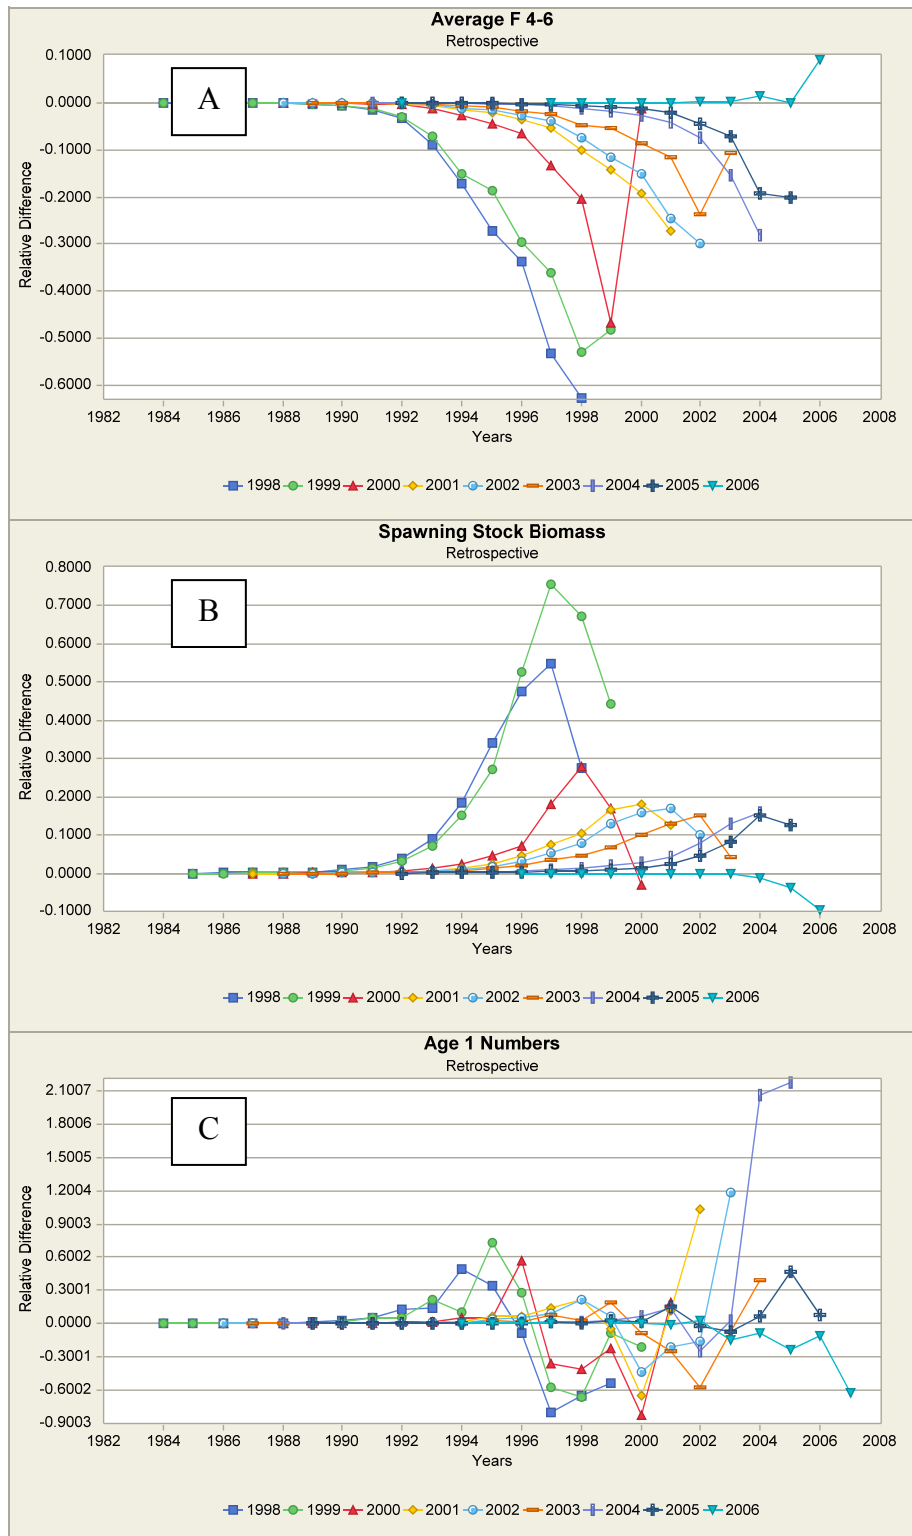 Average F 4-6
Retrospective
0.1000
0.0000
-0.1000
-0.2000
-0.3000
-0.4000
-0.5000
-0.6000
Relative Difference
A
1982 1984 1986 1988 1990 1992 1994 1996 1998 2000 2002 2004 2006 2008
Years
1998 1999 2000 2001 2002 2003 2004 2005 2006
Spawning Stock Biomass
Retrospective
0.8000
0.7000
0.6000
0.5000
0.4000
0.3000
0.2000
0.1000
0.0000
-0.1000
Relative Difference
B
1982 1984 1986 1988 1990 1992 1994 1996 1998 2000 2002 2004 2006 2008
Years
1998 1999 2000 2001 2002 2003 2004 2005 2006
Age 1 Numbers
Retrospective
2.1007
1.8006
1.5005
1.2004
0.9003
0.6002
0.3001
0.0000
-0.3001
-0.6002
-0.9003
Relative Difference
C
1982 1984 1986 1988 1990 1992 1994 1996 1998 2000 2002 2004 2006 2008
Years
1998 1999 2000 2001 2002 2003 2004 2005 2006